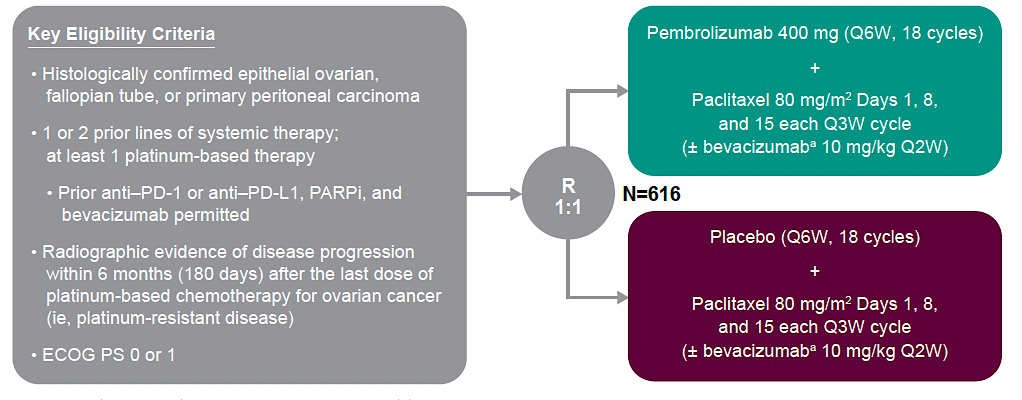 Key Eligibility Criteria
• Histologically confirmed epithelial ovarian,
fallopian tube, or primary peritoneal carcinoma
• 1 or 2 prior lines of systemic therapy;
at least 1 platinum-based therapy
• Prior anti–PD-1 or anti–PD-L1, PARPi, and
bevacizumab permitted
• Radiographic evidence of disease progression
within 6 months (180 days) after the last dose of
platinum-based chemotherapy for ovarian cancer
(ie, platinum-resistant disease)
• ECOG PS 0 or 1
R
1:1
N=616
Pembrolizumab 400 mg (Q6W, 18 cycles)
+
Paclitaxel 80 mg/m² Days 1, 8,
and 15 each Q3W cycle
(± bevacizumabᵃ 10 mg/kg Q2W)
Placebo (Q6W, 18 cycles)
+
Paclitaxel 80 mg/m² Days 1, 8,
and 15 each Q3W cycle
(± bevacizumabᵃ 10 mg/kg Q2W)